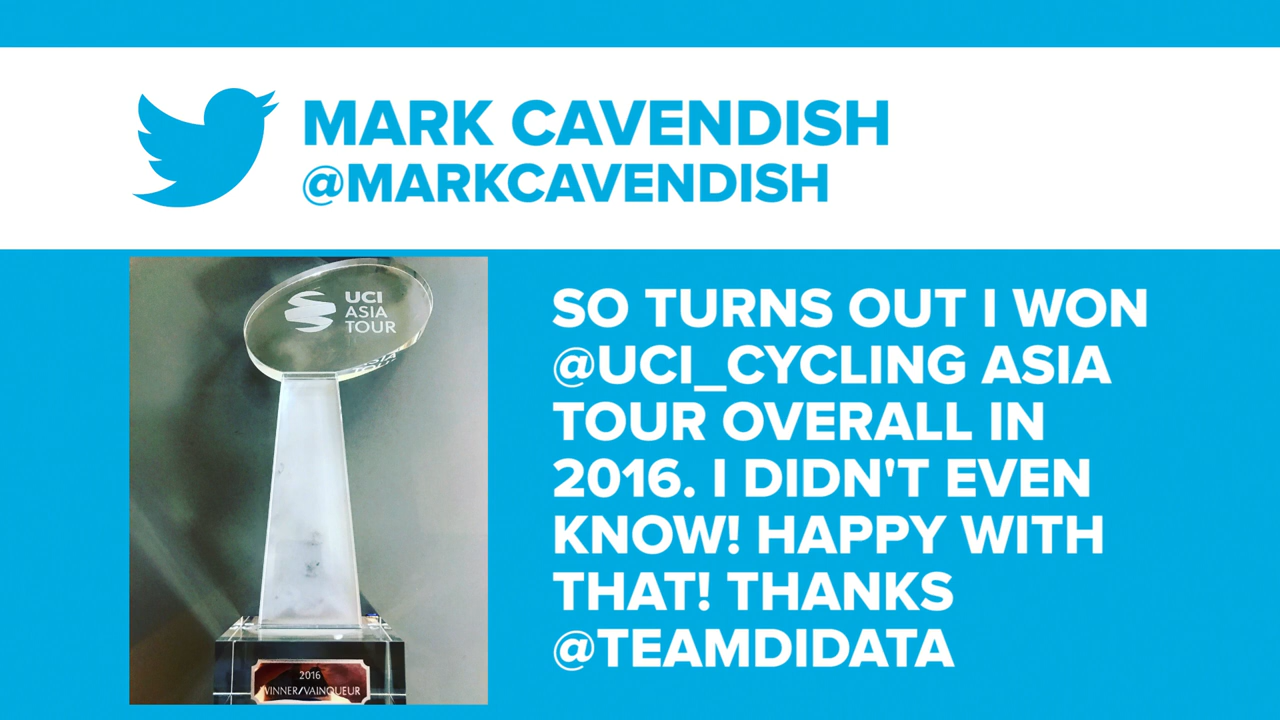 MARK CAVENDISH
@MARKCAVENDISH
UCI
ASIA
TOUR
SO TURNS OUT I WON
@UCI_CYCLING ASIA
TOUR OVERALL IN
2016. I DIDN'T EVEN
KNOW! HAPPY WITH
THAT! THANKS
@TEAMDIDATA
2016
WINNER/VAINQUEUR